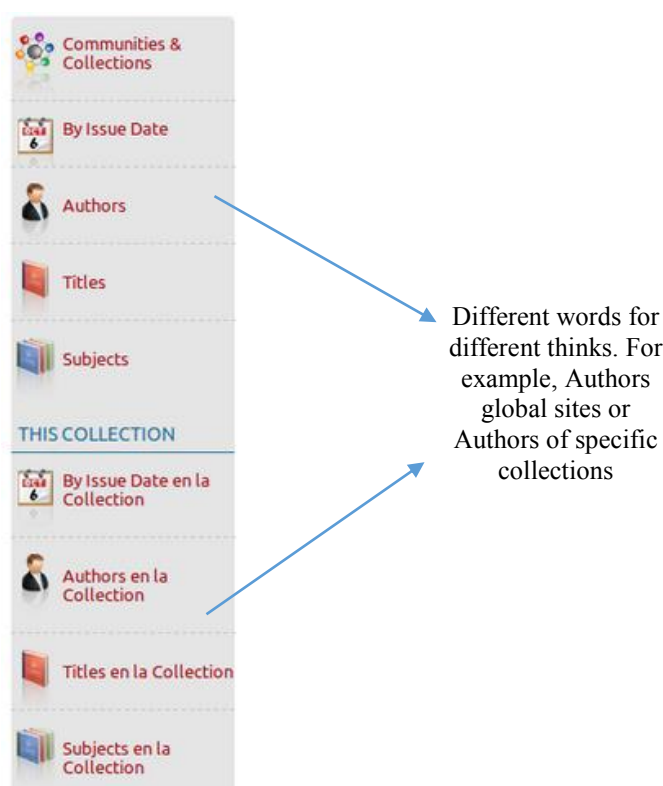 Communities &
Collections
By Issue Date
Authors
Titles
Subjects
THIS COLLECTION
By Issue Date en la
Collection
Authors en la
Collection
Titles en la Collection
Subjects en la
Collection
Different words for
different thinks. For
example, Authors
global sites or
Authors of specific
collections